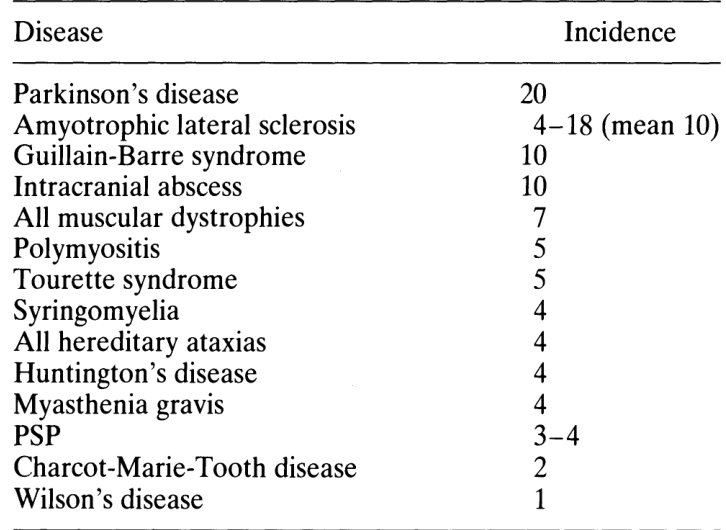 Disease Incidence
Parkinson's disease 20
Amyotrophic lateral sclerosis 4–18 (mean 10)
Guillain-Barre syndrome 10
Intracranial abscess 10
All muscular dystrophies 7
Polymyositis 5
Tourette syndrome 5
Syringomyelia 4
All hereditary ataxias 4
Huntington's disease 4
Myasthenia gravis 4
PSP 3–4
Charcot-Marie-Tooth disease 2
Wilson's disease 1